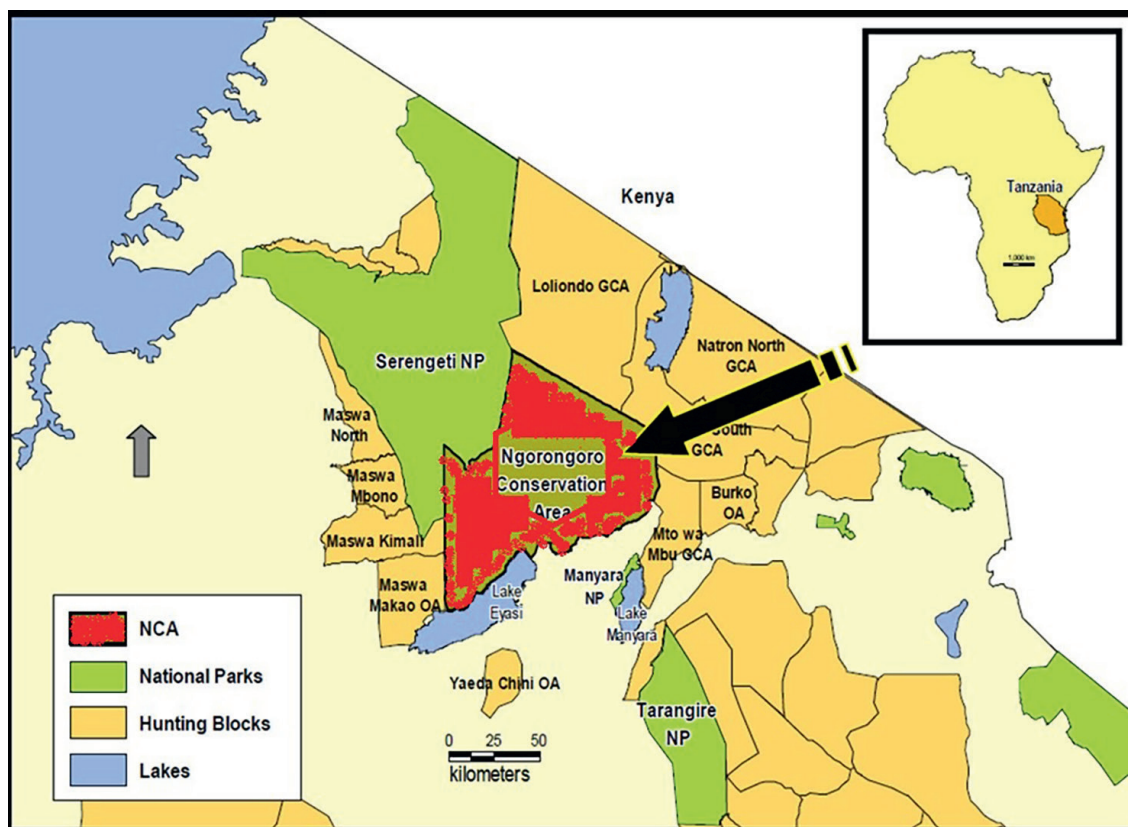 Tanzania
1,000 km
Kenya
Loliondo GCA
Natron North
GCA
Serengeti NP
Maswa
North
South
GCA
Ngorongoro
Conservation
Area
Maswa
Mbono
Burko
OA
Maswa Kimali
Mto wa
Mbu GCA
Maswa
Makao OA
Lake
Eyasi
Manyara
NP
Lake
Manyara
Yaeda Chini OA
Tarangire
NP
0 25 50
kilometers
NCA
National Parks
Hunting Blocks
Lakes